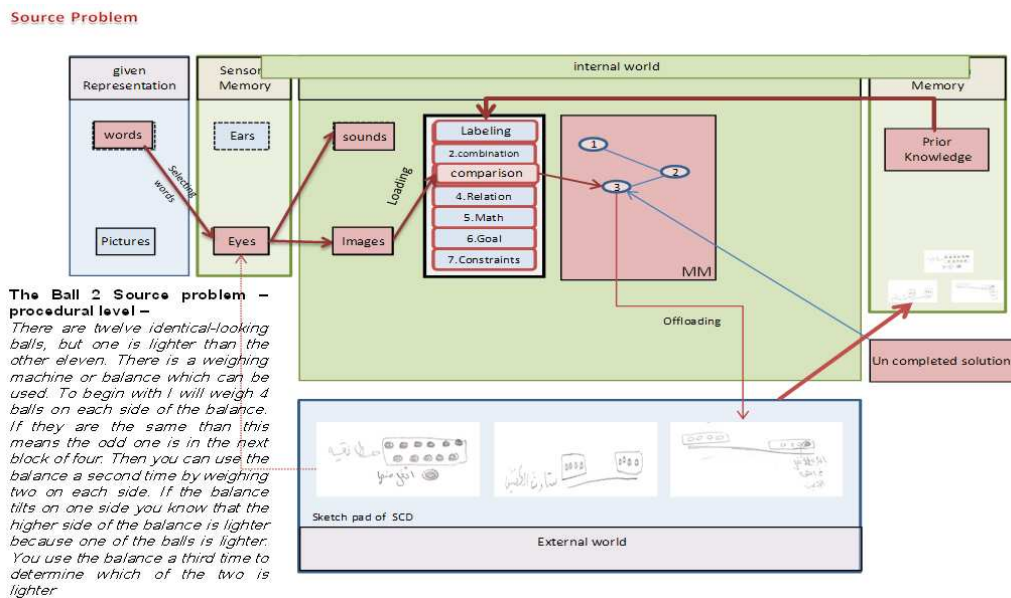 Source Problem
given
Representation
words
Pictures
Selecting
words
Sensor
Memory
Ears
Eyes
internal world
sounds
Images
Loading
Labeling
2.combination
comparison
4.Relation
5.Math
6.Goal
7.Constraints
1
2
3
MM
Offloading
Memory
Prior
Knowledge
Un completed solution
The Ball 2 Source problem –
procedural level –
There are twelve identical-looking
balls, but one is lighter than the
other eleven. There is a weighing
machine or balance which can be
used. To begin with I will weigh 4
balls on each side of the balance.
If they are the same than this
means the odd one is in the next
block of four. Then you can use the
balance a second time by weighing
two on each side. If the balance
tilts on one side you know that the
higher side of the balance is lighter
because one of the balls is lighter.
You use the balance a third time to
determine which of the two is
lighter
Sketch pad of SCD
External world